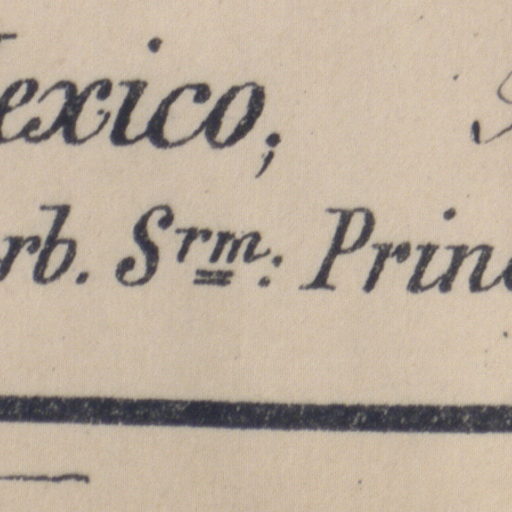 exico;
rb. Srm: Prin